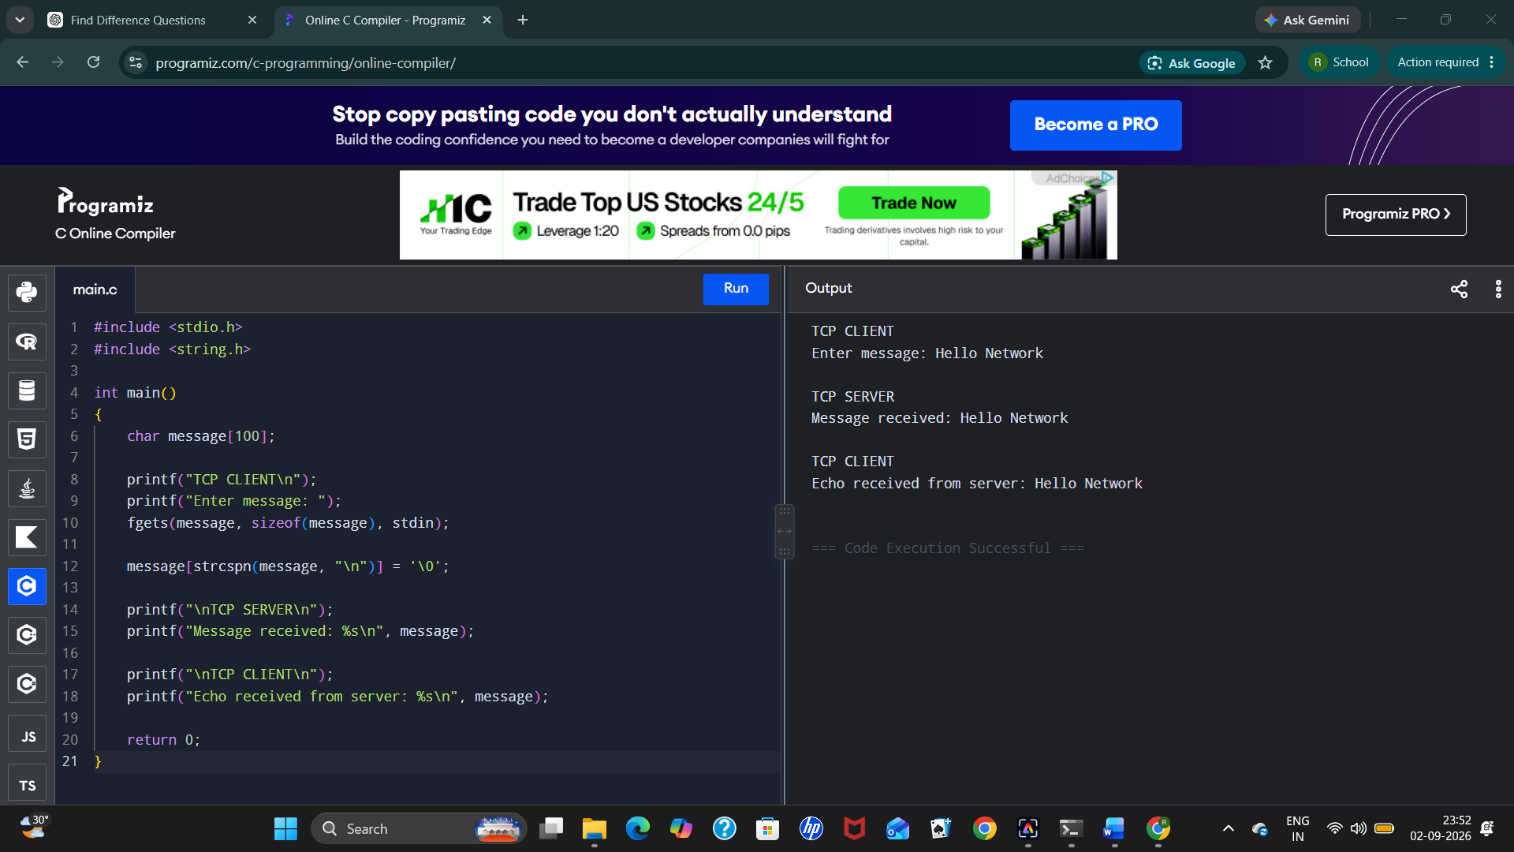 Find Difference Questions
Online C Compiler - Programiz
Ask Gemini
programiz.com/c-programming/online-compiler/
Ask Google
R
School
Action required
Stop copy pasting code you don't actually understand
Build the coding confidence you need to become a developer companies will fight for
Become a PRO
Programiz
C Online Compiler
HIC
Your Trading Edge
Trade Top US Stocks 24/5
Leverage 1:20
Spreads from 0.0 pips
Trade Now
Trading derivatives involves high risk to your
capital.
AdChoices
Programiz PRO
main.c
Run
Output
1 #include <stdio.h>
2 #include <string.h>
3
4 int main()
5 {
6 char message[100];
7
8 printf("TCP CLIENT\n");
9 printf("Enter message: ");
10 fgets(message, sizeof(message), stdin);
11
12 message[strcspn(message, "\n")] = '\0';
13
14 printf("\nTCP SERVER\n");
15 printf("Message received: %s\n", message);
16
17 printf("\nTCP CLIENT\n");
18 printf("Echo received from server: %s\n", message);
19
20 return 0;
21 }
TCP CLIENT
Enter message: Hello Network
TCP SERVER
Message received: Hello Network
TCP CLIENT
Echo received from server: Hello Network
=== Code Execution Successful ===
JS
TS
30°
Search
ENG
IN
23:52
02-09-2026